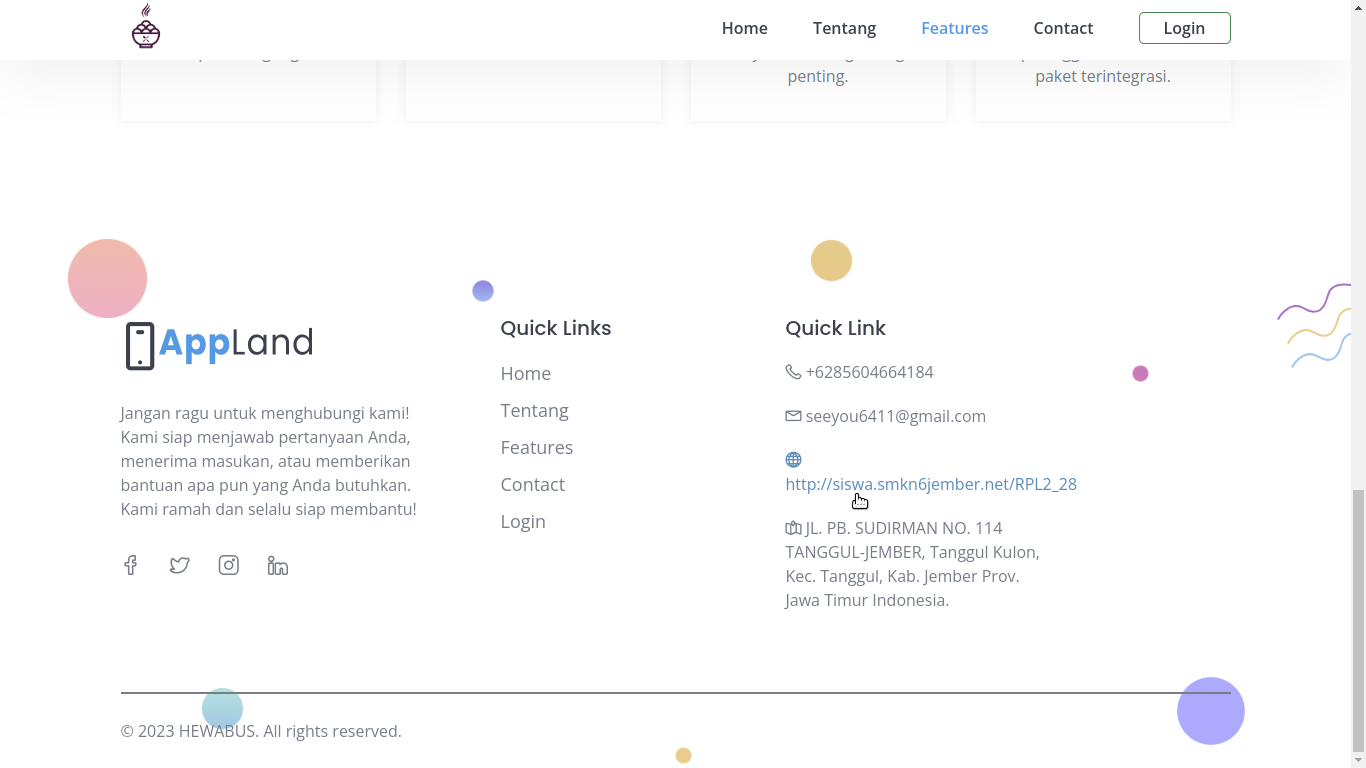 Home Tentang Features Contact Login
penting.
paket terintegrasi.
AppLand
Jangan ragu untuk menghubungi kami!
Kami siap menjawab pertanyaan Anda,
menerima masukan, atau memberikan
bantuan apa pun yang Anda butuhkan.
Kami ramah dan selalu siap membantu!
Quick Links
Home
Tentang
Features
Contact
Login
Quick Link
+6285604664184
seeyou6411@gmail.com
http://siswa.smkn6jember.net/RPL2_28
JL. PB. SUDIRMAN NO. 114
TANGGUL-JEMBER, Tanggul Kulon,
Kec. Tanggul, Kab. Jember Prov.
Jawa Timur Indonesia.
© 2023 HEWABUS. All rights reserved.